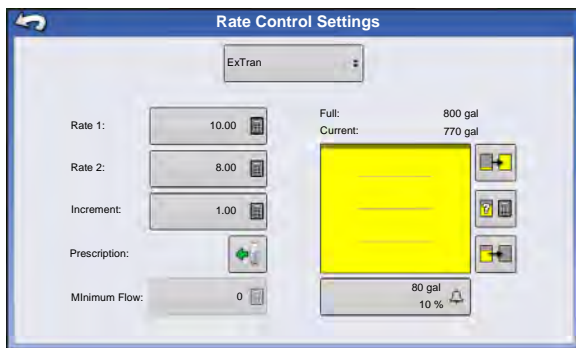 Rate Control Settings
ExTran
Rate 1: 10.00
Rate 2: 8.00
Increment: 1.00
Prescription:
MInimum Flow: 0
Full: 800 gal
Current: 770 gal
?
80 gal
10 %